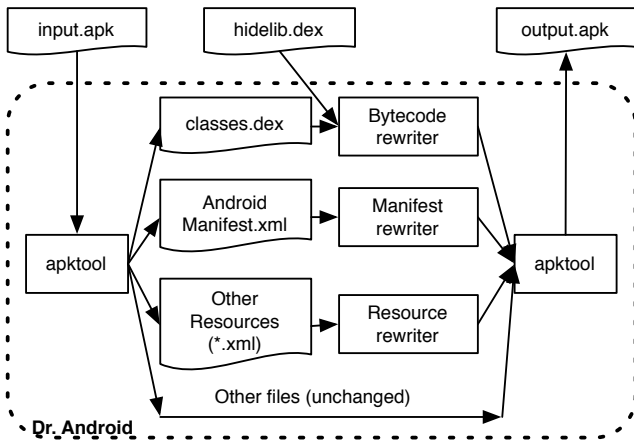 input.apk
hidelib.dex
output.apk
classes.dex
Bytecode
rewriter
Android
Manifest.xml
Manifest
rewriter
apktool
apktool
Other
Resources
(*.xml)
Resource
rewriter
Other files (unchanged)
Dr. Android